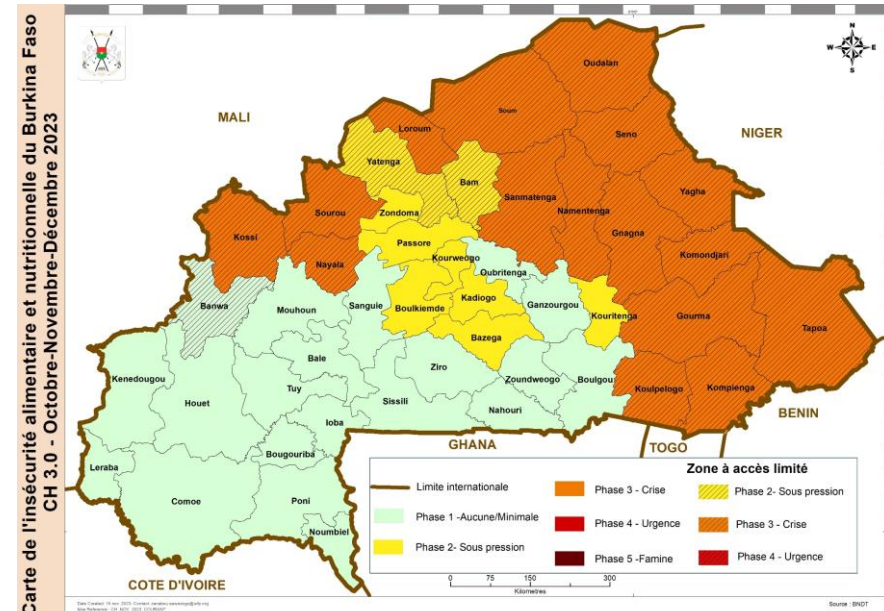 Carte de l'insécurité alimentaire et nutritionnelle du Burkina Faso
CH 3.0 - Octobre-Novembre-Décembre 2023
N
W
E
S
MALI
NIGER
Oudalan
Soum
Loroum
Seno
Yatenga
Bam
Yagha
Sanmatenga
Namentenga
Sourou
Zondoma
Kossi
Gnagna
Passore
Komondjari
Nayala
Kourweogo
Oubritenga
Banwa
Mouhoun
Sanguie
Boulkiemde
Kadiogo
Ganzourgou
Kouritenga
Gourma
Tapoa
Bazega
Bale
Kenedougou
Ziro
Zoundweogo
Boulgou
Koulpelogo
Kompienga
Houet
Tuy
Sissili
Nahouri
BENIN
Ioba
GHANA
TOGO
Bougouriba
Leraba
Comoe
Poni
Noumbiel
COTE D'IVOIRE
Zone à accès limité
Limite internationale
Phase 1 -Aucune/Minimale
Phase 2- Sous pression
Phase 3 - Crise
Phase 4 - Urgence
Phase 5 -Famine
Phase 2- Sous pression
Phase 3 - Crise
Phase 4 - Urgence
0 75 150 300
Kilometres
Source : BNDT